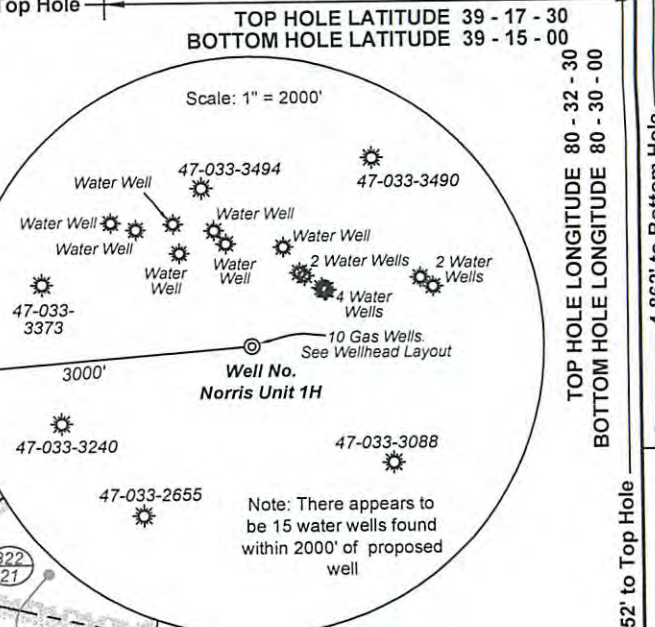 Top Hole
TOP HOLE LATITUDE 39 - 17 - 30
BOTTOM HOLE LATITUDE 39 - 15 - 00
Scale: 1" = 2000'
47-033-3494
47-033-3490
Water Well
Water Well
Water Well
Water Well
Water
Well
Water
Well
Water Well
2 Water Wells
2 Water
Wells
4 Water
Wells
47-033-
3373
10 Gas Wells.
See Wellhead Layout
3000'
Well No.
Norris Unit 1H
47-033-3240
47-033-3088
47-033-2655
Note: There appears to
be 15 water wells found
within 2000' of proposed
well
322
21
TOP HOLE LONGITUDE 80 - 32 - 30
BOTTOM HOLE LONGITUDE 80 - 30 - 00
to Bottom Hole
52' to Top Hole